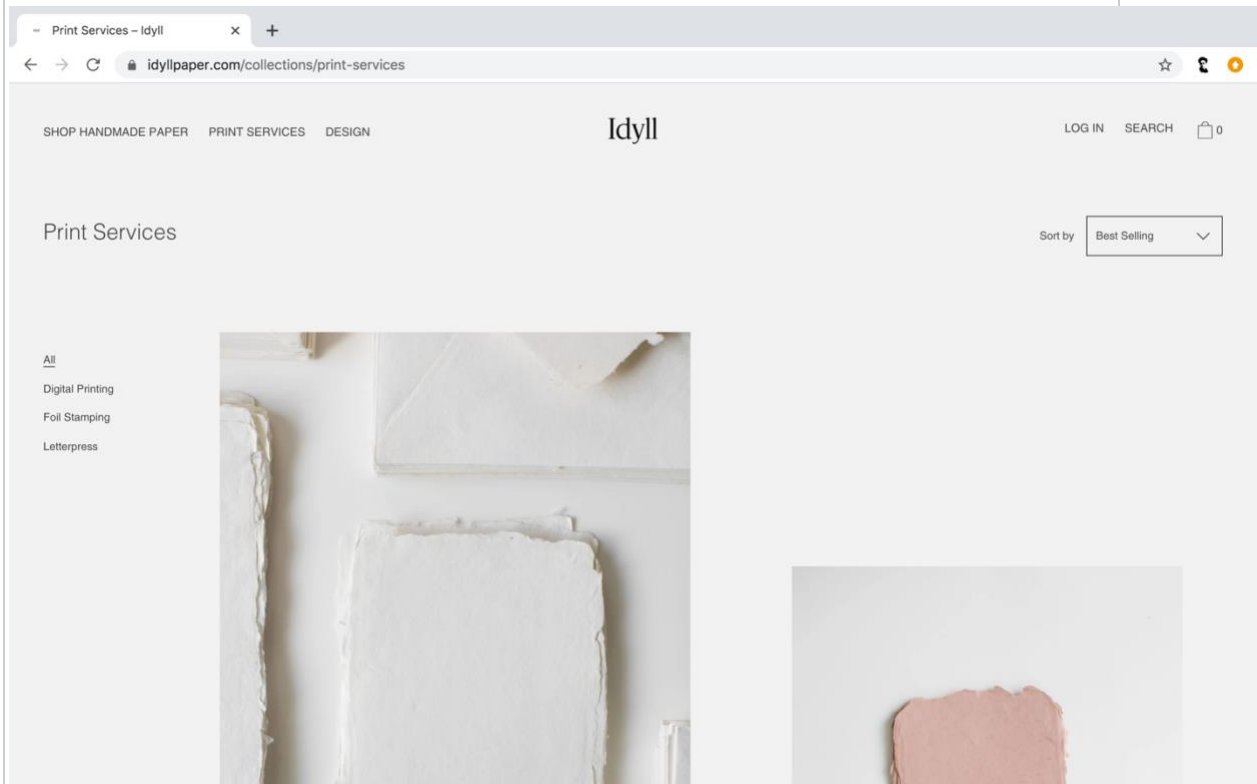 Print Services – Idyll
idyllpaper.com/collections/print-services
SHOP HANDMADE PAPER PRINT SERVICES DESIGN
Idyll
LOG IN SEARCH 0
Print Services
Sort by Best Selling
All
Digital Printing
Foil Stamping
Letterpress